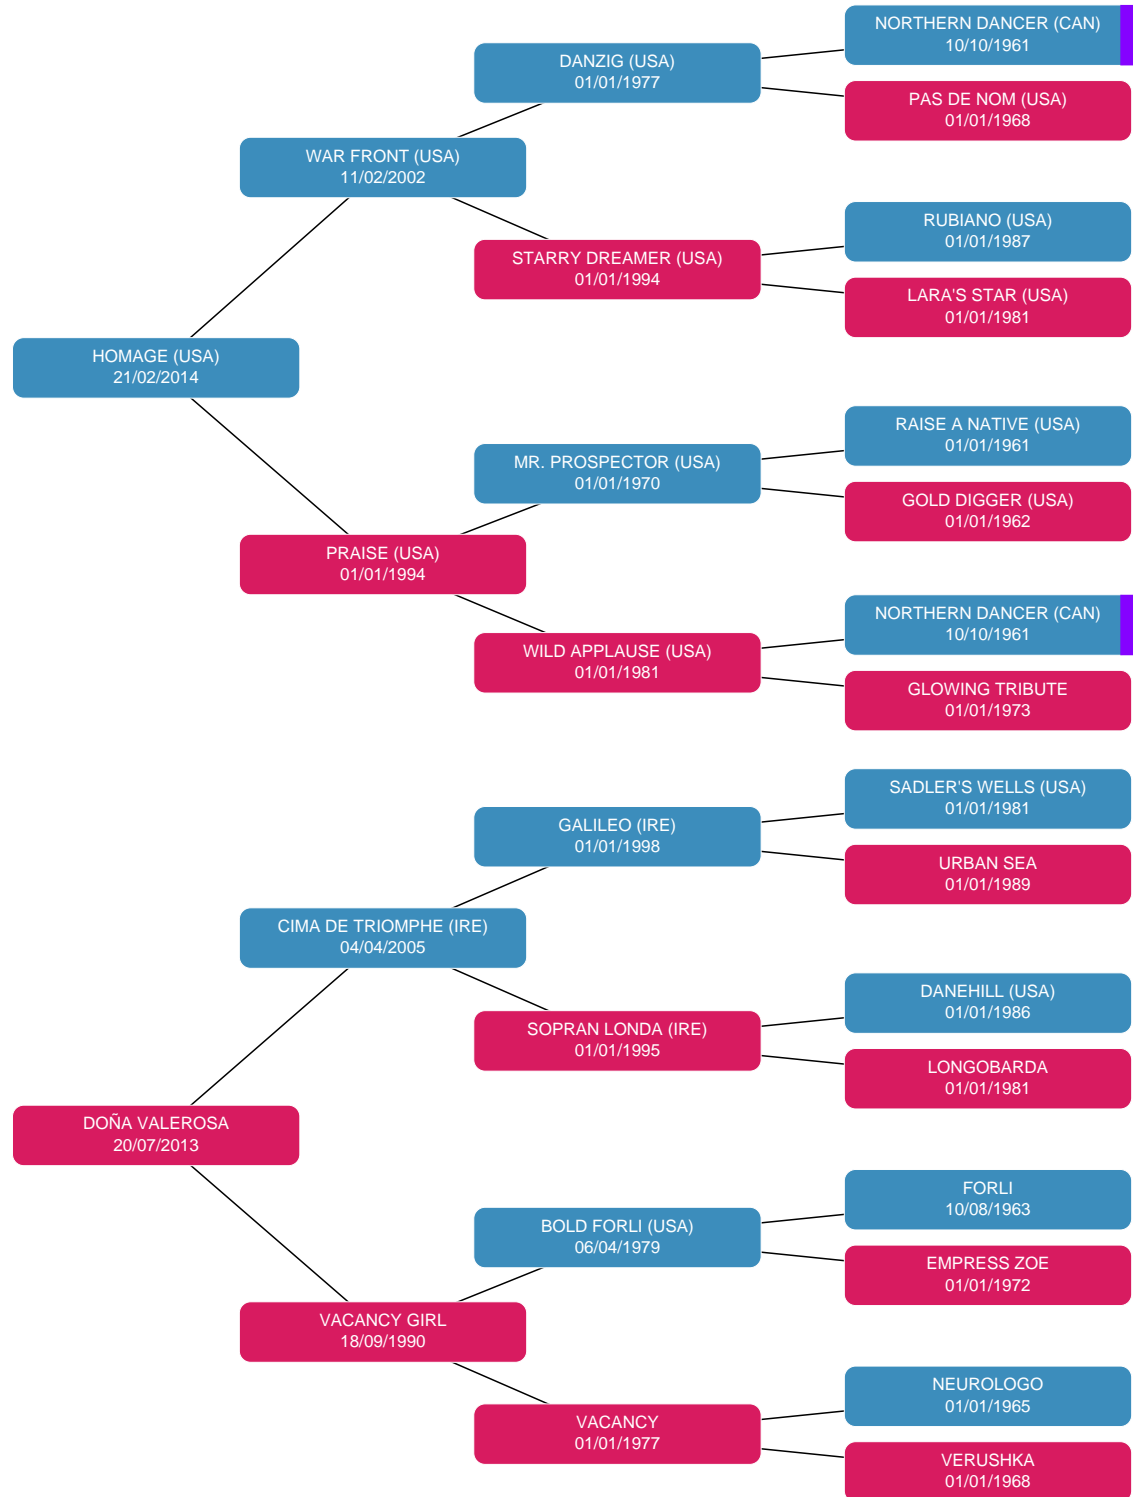 NORTHERN DANCER (CAN)
10/10/1961
DANZIG (USA)
01/01/1977
PAS DE NOM (USA)
01/01/1968
WAR FRONT (USA)
11/02/2002
RUBIANO (USA)
01/01/1987
STARRY DREAMER (USA)
01/01/1994
LARA'S STAR (USA)
01/01/1981
HOMAGE (USA)
21/02/2014
RAISE A NATIVE (USA)
01/01/1961
MR. PROSPECTOR (USA)
01/01/1970
GOLD DIGGER (USA)
01/01/1962
PRAISE (USA)
01/01/1994
NORTHERN DANCER (CAN)
10/10/1961
WILD APPLAUSE (USA)
01/01/1981
GLOWING TRIBUTE
01/01/1973
SADLER'S WELLS (USA)
01/01/1981
GALILEO (IRE)
01/01/1998
URBAN SEA
01/01/1989
CIMA DE TRIOMPHE (IRE)
04/04/2005
DANEHILL (USA)
01/01/1986
SOPRAN LONDA (IRE)
01/01/1995
LONGOBARDA
01/01/1981
DOÑA VALEROSA
20/07/2013
FORLI
10/08/1963
BOLD FORLI (USA)
06/04/1979
EMPRESS ZOE
01/01/1972
VACANCY GIRL
18/09/1990
NEUROLOGO
01/01/1965
VACANCY
01/01/1977
VERUSHKA
01/01/1968